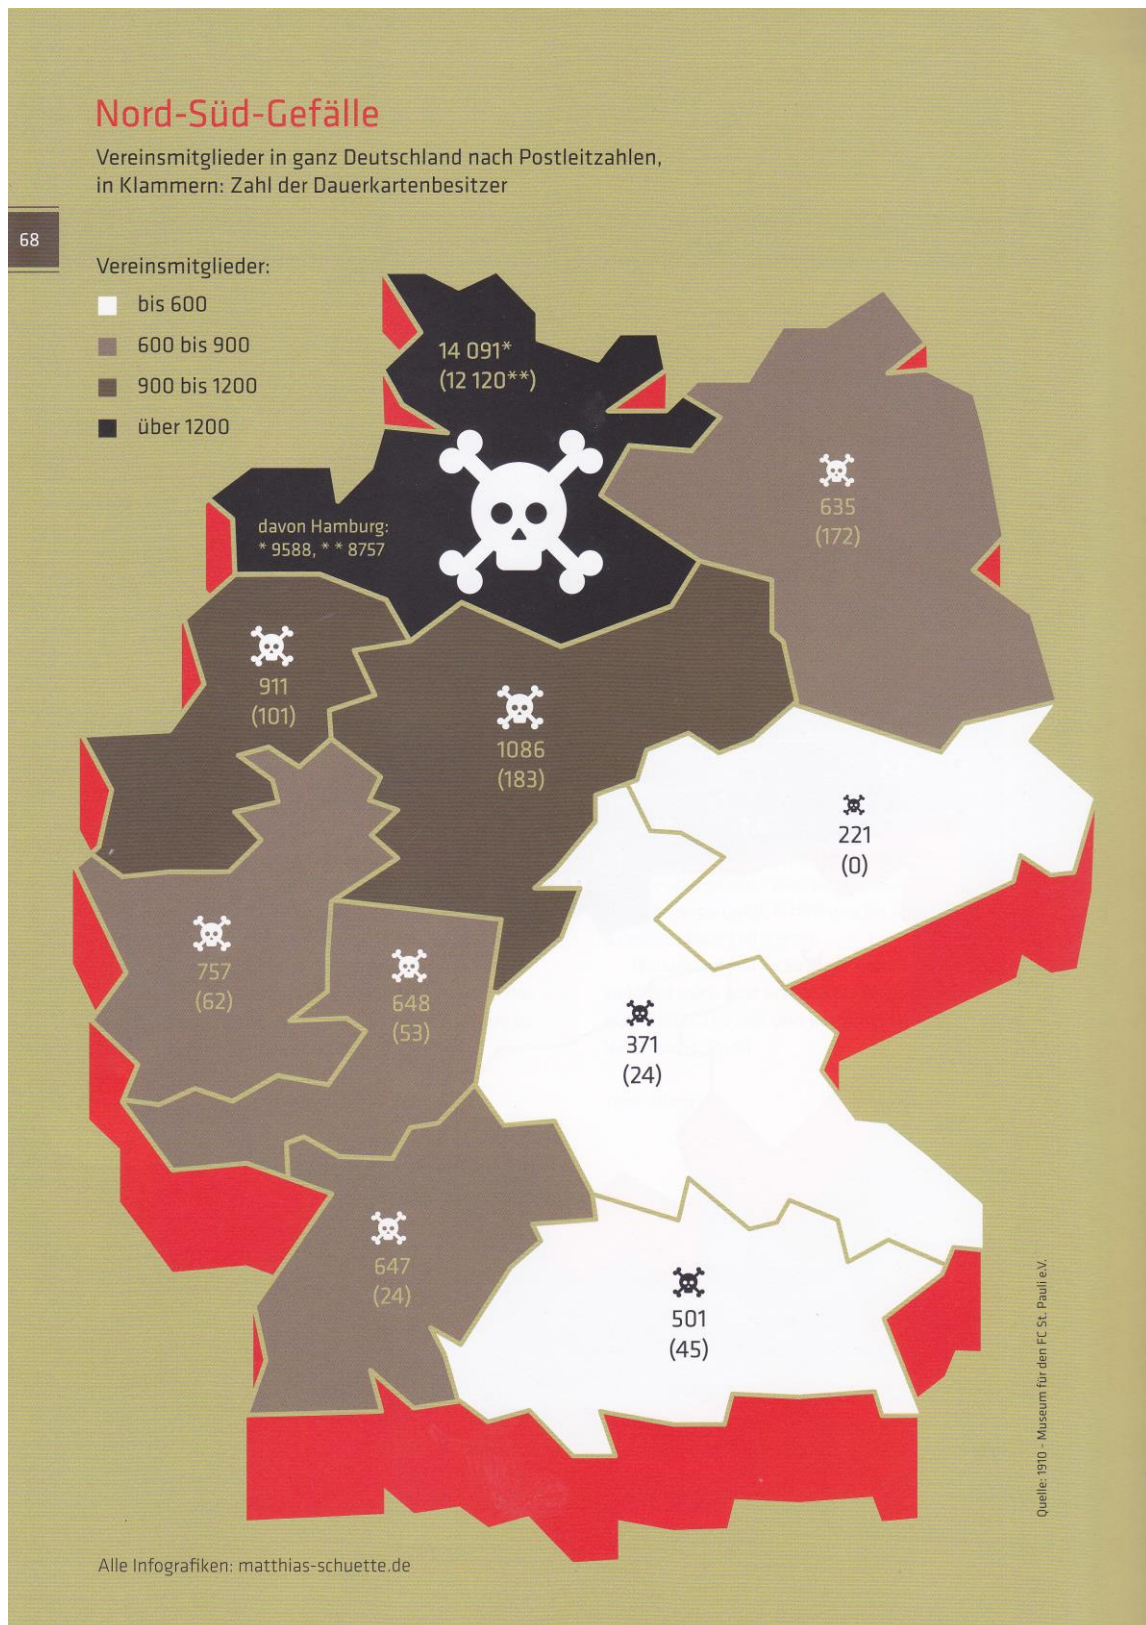 Nord-Süd-Gefälle
Vereinsmitglieder in ganz Deutschland nach Postleitzahlen,
in Klammern: Zahl der Dauerkartenbesitzer
68
Vereinsmitglieder:
bis 600
600 bis 900
900 bis 1200
über 1200
14 091*
(12 120**)
davon Hamburg:
* 9588, * * 8757
635
(172)
911
(101)
1086
(183)
221
(0)
757
(62)
648
(53)
371
(24)
647
(24)
501
(45)
Quelle: 1910 - Museum für den FC St. Pauli e.V.
Alle Infografiken: matthias-schuette.de